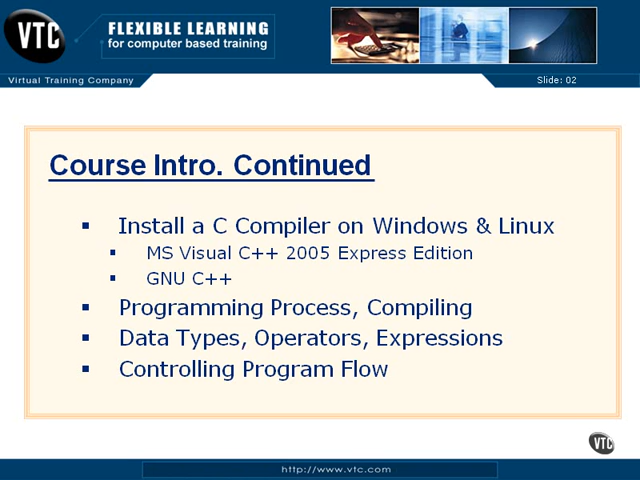 VTC
FLEXIBLE LEARNING
for computer based training
Virtual Training Company
Slide: 02
Course Intro. Continued
▪ Install a C Compiler on Windows & Linux
▪ MS Visual C++ 2005 Express Edition
▪ GNU C++
▪ Programming Process, Compiling
▪ Data Types, Operators, Expressions
▪ Controlling Program Flow
VTC
http://www.vtc.com